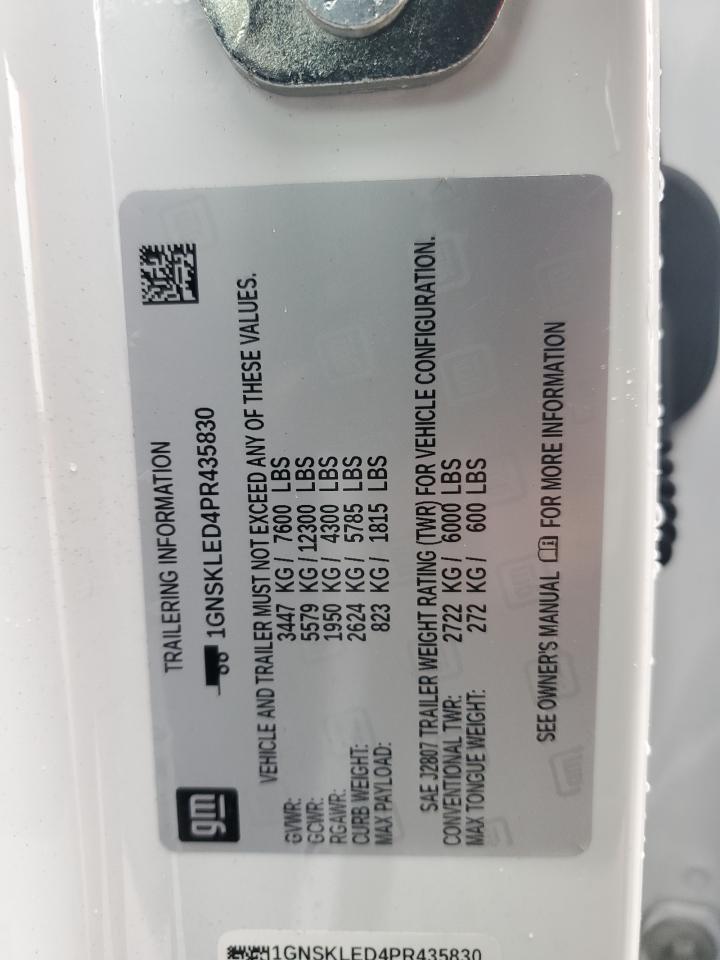 gm
TRAILERING INFORMATION
1GNSKLED4PR435830
VEHICLE AND TRAILER MUST NOT EXCEED ANY OF THESE VALUES.
GVWR: 3447 KG / 7600 LBS
GCWR: 5579 KG / 12300 LBS
RGAWR: 1950 KG / 4300 LBS
CURB WEIGHT: 2624 KG / 5785 LBS
MAX PAYLOAD: 823 KG / 1815 LBS
SAE J2807 TRAILER WEIGHT RATING (TWR) FOR VEHICLE CONFIGURATION.
CONVENTIONAL TWR: 2722 KG / 6000 LBS
MAX TONGUE WEIGHT: 272 KG / 600 LBS
SEE OWNER'S MANUAL FOR MORE INFORMATION
1GNSKLED4PR435830